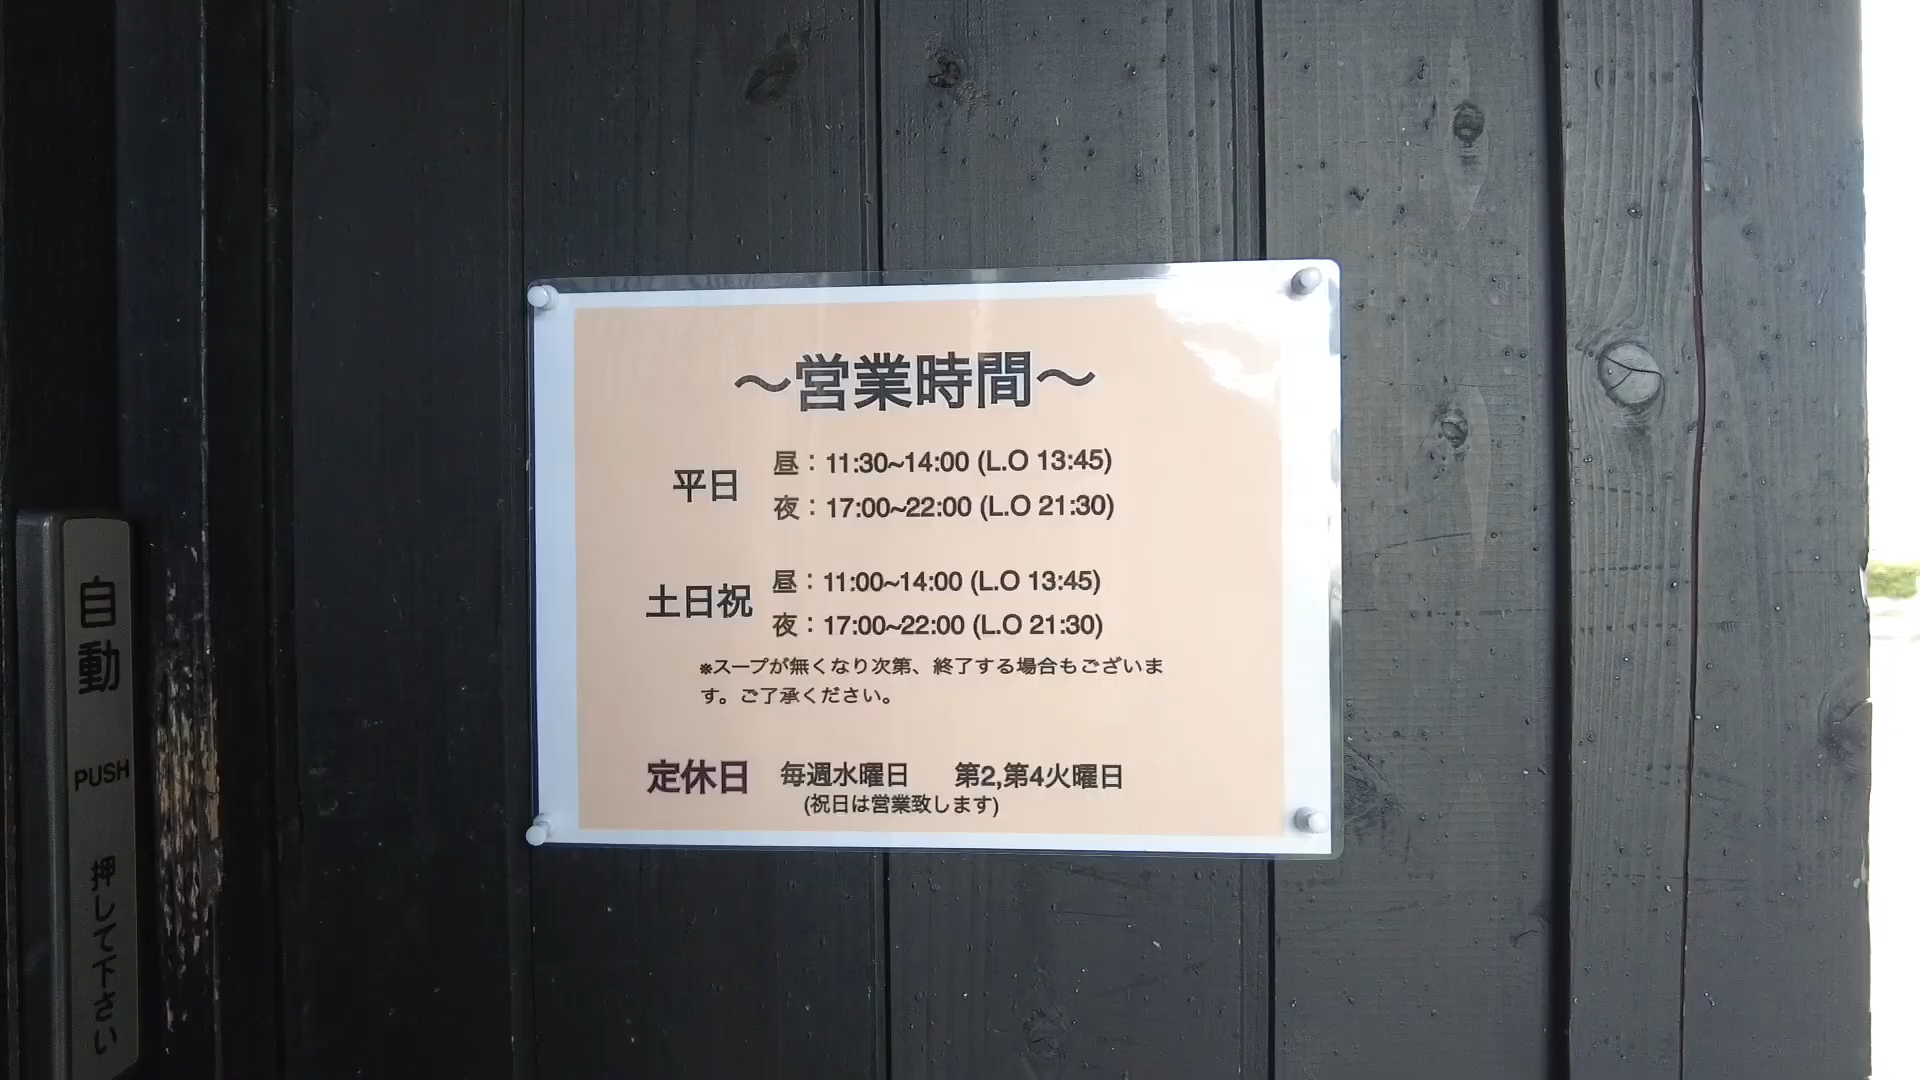 ～営業時間～
平日
昼：11:30~14:00 (L.O 13:45)
夜：17:00~22:00 (L.O 21:30)
土日祝
昼：11:00~14:00 (L.O 13:45)
夜：17:00~22:00 (L.O 21:30)
※スープが無くなり次第、終了する場合もございま
す。ご了承ください。
定休日 毎週水曜日 第2,第4火曜日
(祝日は営業致します)
自動
PUSH
押して下さい